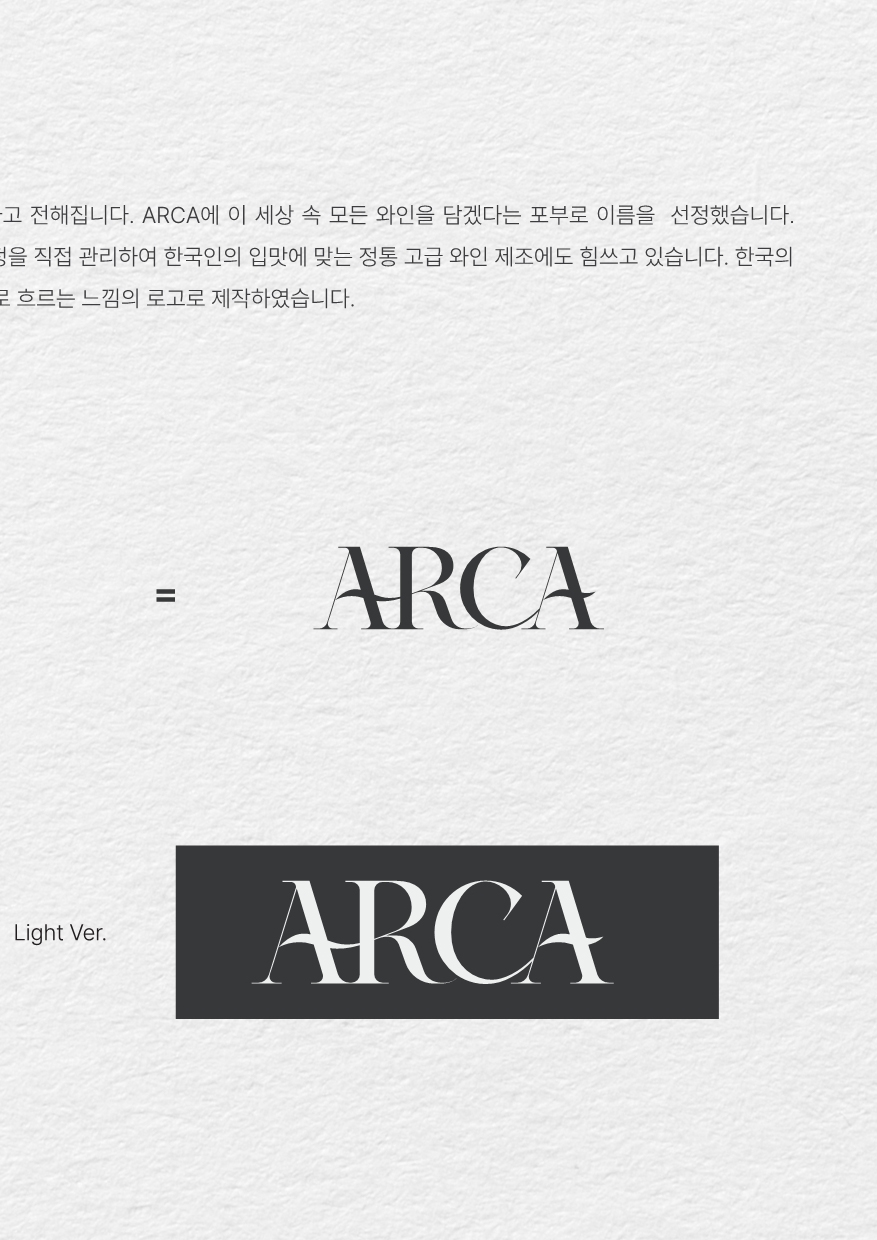 고 전해집니다. ARCA에 이 세상 속 모든 와인을 담겠다는 포부로 이름을 선정했습니다.
을 직접 관리하여 한국인의 입맛에 맞는 정통 고급 와인 제조에도 힘쓰고 있습니다. 한국의
로 흐르는 느낌의 로고로 제작하였습니다.
= ARCA
Light Ver. ARCA